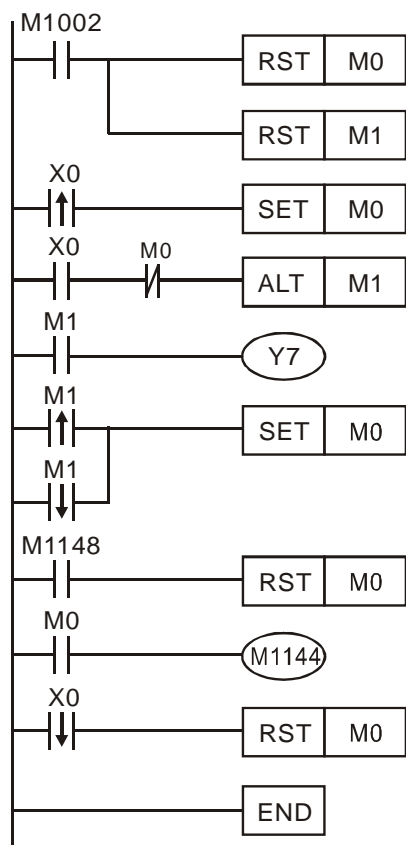 M1002
RST M0
RST M1
X0
SET M0
X0 M0
ALT M1
M1
Y7
M1
SET M0
M1
M1148
RST M0
M0
M1144
X0
RST M0
END